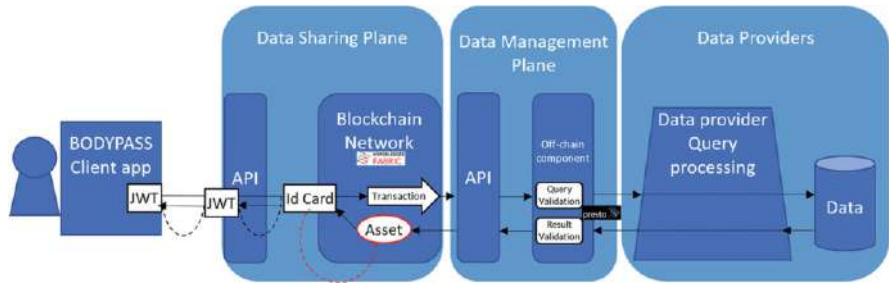 Data Sharing Plane
Data Management
Plane
Data Providers
BODYPASS
Client app
API
Blockchain
Network
FABRIC
API
Off-chain
component
Data provider
Query
processing
JWT
JWT
Id Card
Transaction
Query
Validation
presto
Data
Asset
Result
Validation